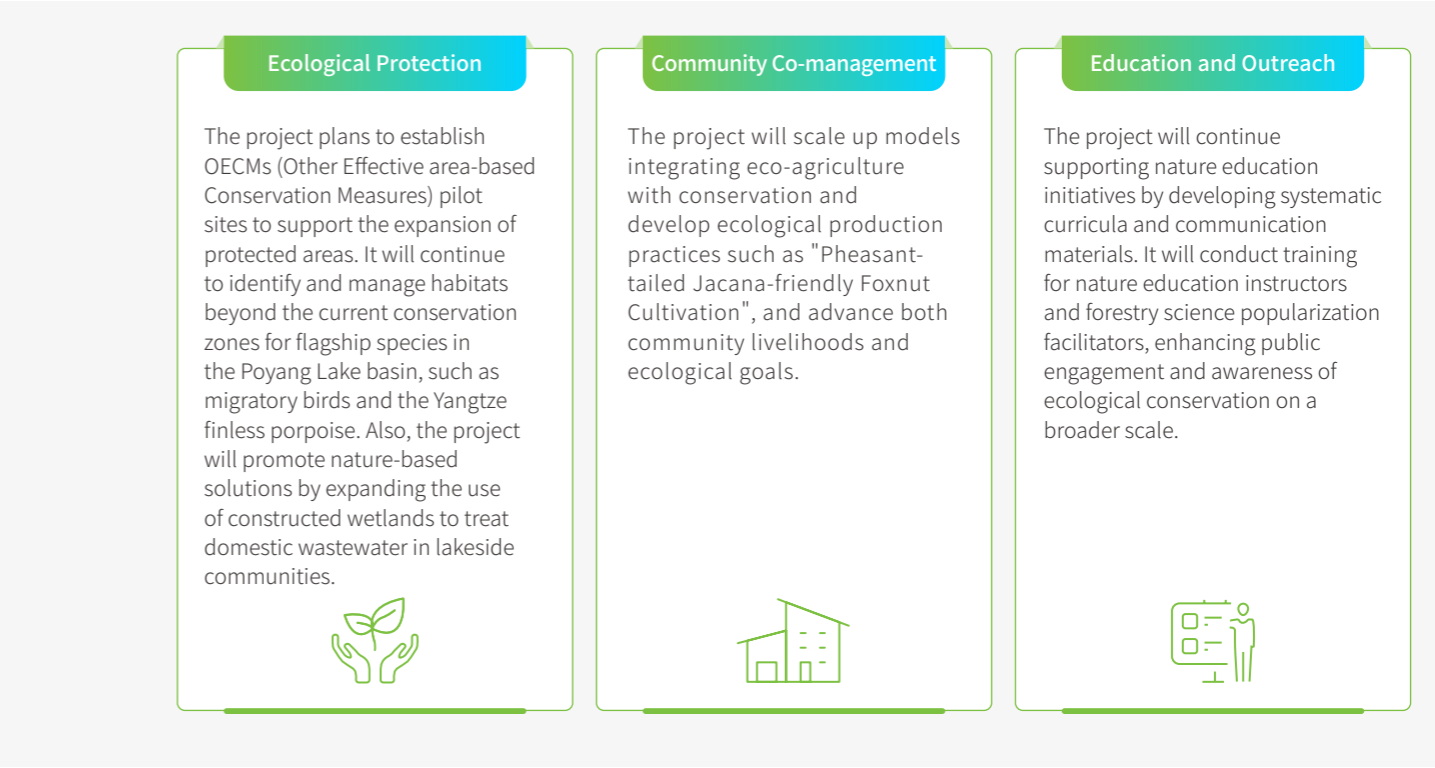 Ecological Protection
The project plans to establish
OECMs (Other Effective area-based
Conservation Measures) pilot
sites to support the expansion of
protected areas. It will continue
to identify and manage habitats
beyond the current conservation
zones for flagship species in
the Poyang Lake basin, such as
migratory birds and the Yangtze
finless porpoise. Also, the project
will promote nature-based
solutions by expanding the use
of constructed wetlands to treat
domestic wastewater in lakeside
communities.
Community Co-management
The project will scale up models
integrating eco-agriculture
with conservation and
develop ecological production
practices such as "Pheasant-
tailed Jacana-friendly Foxnut
Cultivation", and advance both
community livelihoods and
ecological goals.
Education and Outreach
The project will continue
supporting nature education
initiatives by developing systematic
curricula and communication
materials. It will conduct training
for nature education instructors
and forestry science popularization
facilitators, enhancing public
engagement and awareness of
ecological conservation on a
broader scale.